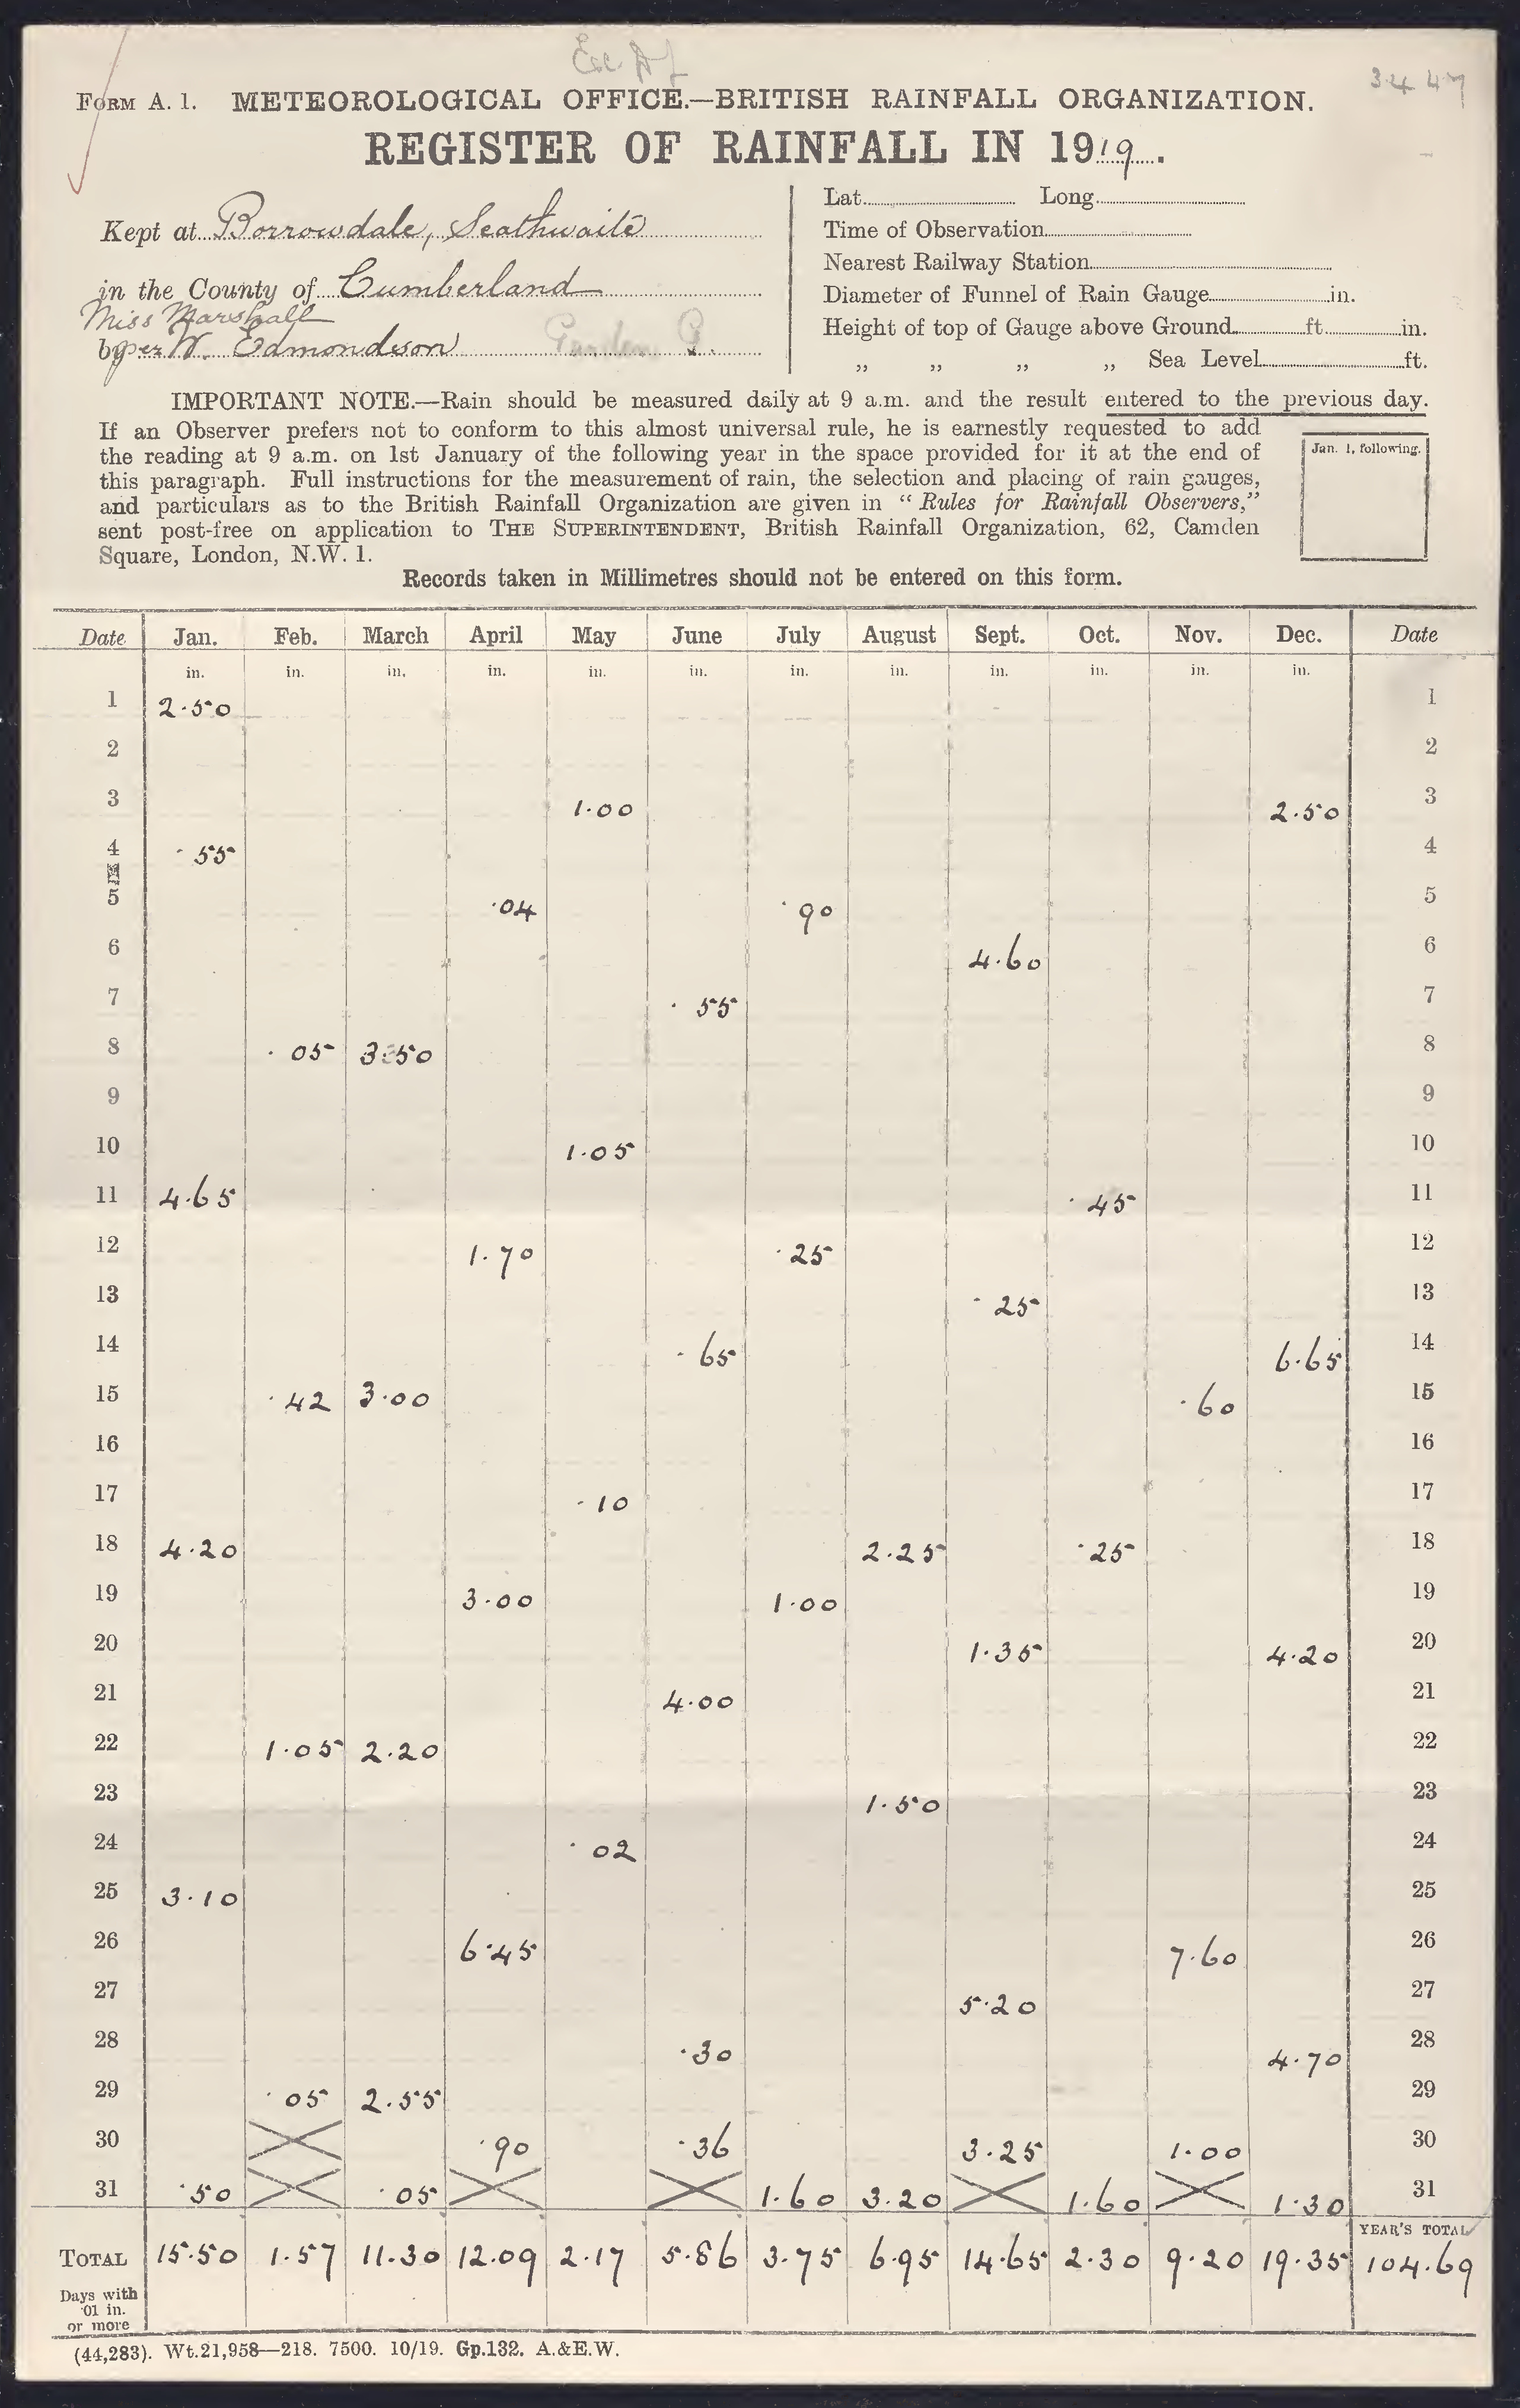 Esc. A f
3447
FORM A. 1. METEOROLOGICAL OFFICE.—BRITISH RAINFALL ORGANIZATION.
REGISTER OF RAINFALL IN 1919.
Kept at Borrowdale, Seathwaite
in the County of Cumberland
Miss Marshall
by per W. Edmondson Garden G.
Lat. Long.
Time of Observation
Nearest Railway Station
Diameter of Funnel of Rain Gauge in.
Height of top of Gauge above Ground ft. in.
„ „ „ „ Sea Level ft.
IMPORTANT NOTE.—Rain should be measured daily at 9 a.m. and the result entered to the previous day.
If an Observer prefers not to conform to this almost universal rule, he is earnestly requested to add
the reading at 9 a.m. on 1st January of the following year in the space provided for it at the end of
this paragraph. Full instructions for the measurement of rain, the selection and placing of rain gauges,
and particulars as to the British Rainfall Organization are given in “Rules for Rainfall Observers,”
sent post-free on application to THE SUPERINTENDENT, British Rainfall Organization, 62, Camden
Square, London, N.W. 1.
Jan. 1, following.
Records taken in Millimetres should not be entered on this form.
Date Jan. Feb. March April May June July August Sept. Oct. Nov. Dec. Date
in. in. in. in. in. in. in. in. in. in. in. in.
1 2.50 1
2 2
3 1.00 2.50 3
4 .55 4
5 .04 .90 5
6 4.60 6
7 .55 7
8 .05 3.50 8
9 9
10 1.05 10
11 4.65 .45 11
12 1.70 .25 12
13 .25 13
14 .65 6.65 14
15 .42 3.00 .60 15
16 16
17 .10 17
18 4.20 2.25 .25 18
19 3.00 1.00 19
20 1.35 4.20 20
21 4.00 21
22 1.05 2.20 22
23 1.50 23
24 .02 24
25 3.10 25
26 6.45 7.60 26
27 5.20 27
28 .30 4.70 28
29 .05 2.55 29
30 .90 .36 3.25 1.00 30
31 .50 .05 1.60 3.20 1.60 1.30 31
YEAR'S TOTAL
TOTAL 15.50 1.57 11.30 12.09 2.17 5.86 3.75 6.95 14.65 2.30 9.20 19.35 104.69
Days with
·01 in.
or more
(44,283). Wt.21,958—218. 7500. 10/19. Gp.132. A.&E.W.